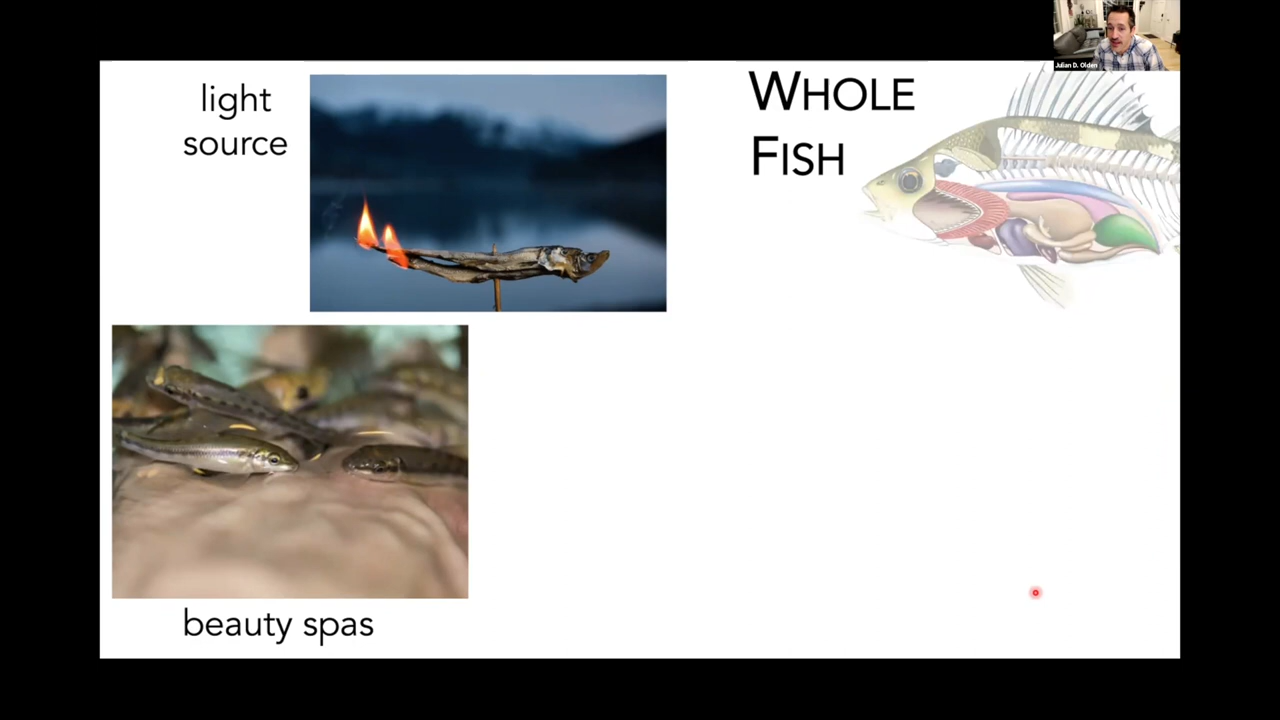 light
source
WHOLE
FISH
Julian D. Olden
beauty spas